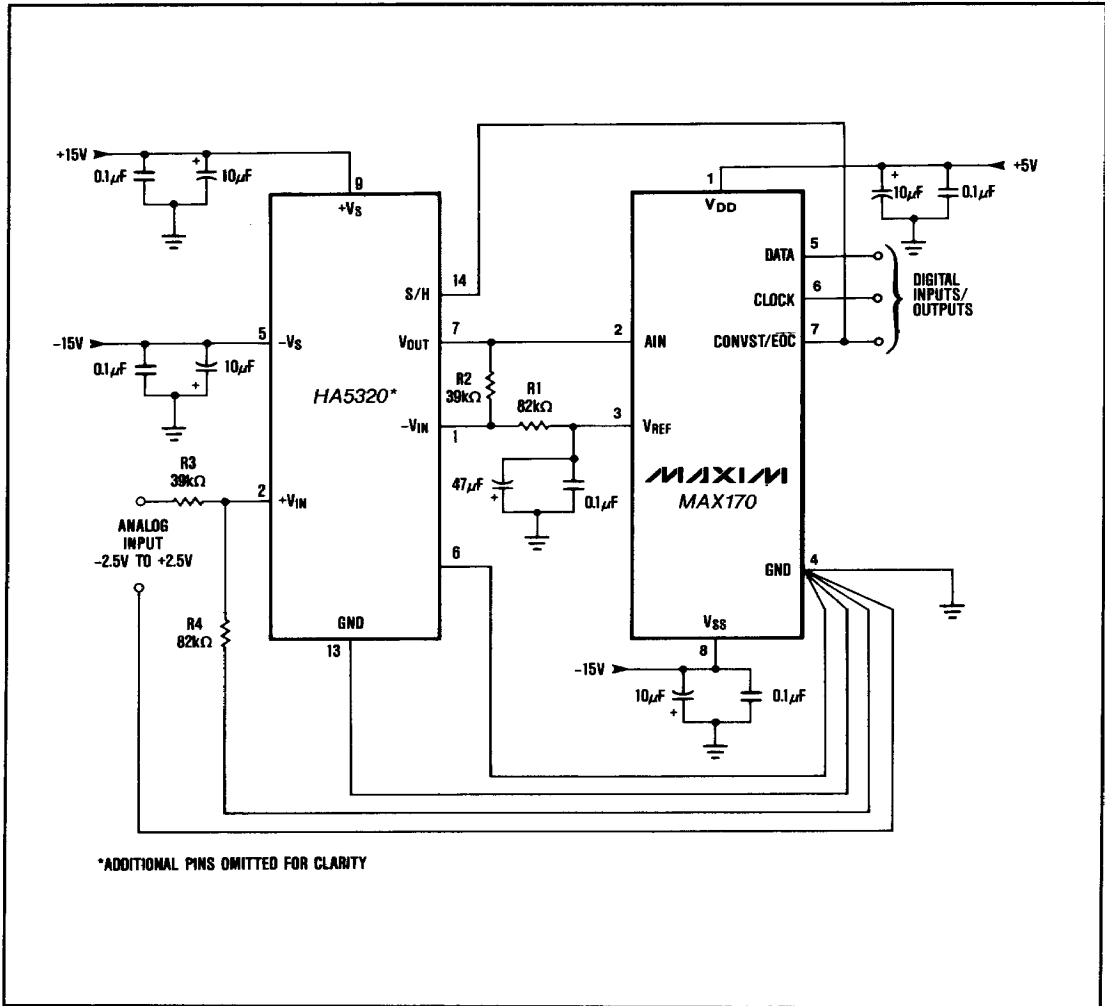 +15V
0.1µF
+
10µF
9
+VS
1
VDD
+
10µF
0.1µF
+5V
14
S/H
DATA
5
CLOCK
6
CONVST/EOC
7
DIGITAL
INPUTS/
OUTPUTS
-15V
0.1µF
10µF
+
5
-VS
HA5320*
VOUT
7
R2
39kΩ
R1
82kΩ
2
AIN
-VIN
1
3
VREF
47µF
+
0.1µF
MAXIM
MAX170
R3
39kΩ
2
+VIN
ANALOG
INPUT
-2.5V TO +2.5V
6
GND
4
R4
82kΩ
GND
13
VSS
8
-15V
10µF
+
0.1µF
*ADDITIONAL PINS OMITTED FOR CLARITY